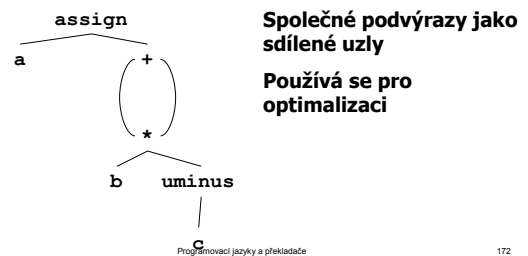 assign
a +
*
b uminus
c
Společné podvýrazy jako
sdílené uzly
Používá se pro
optimalizaci
Programovací jazyky a překladače 172